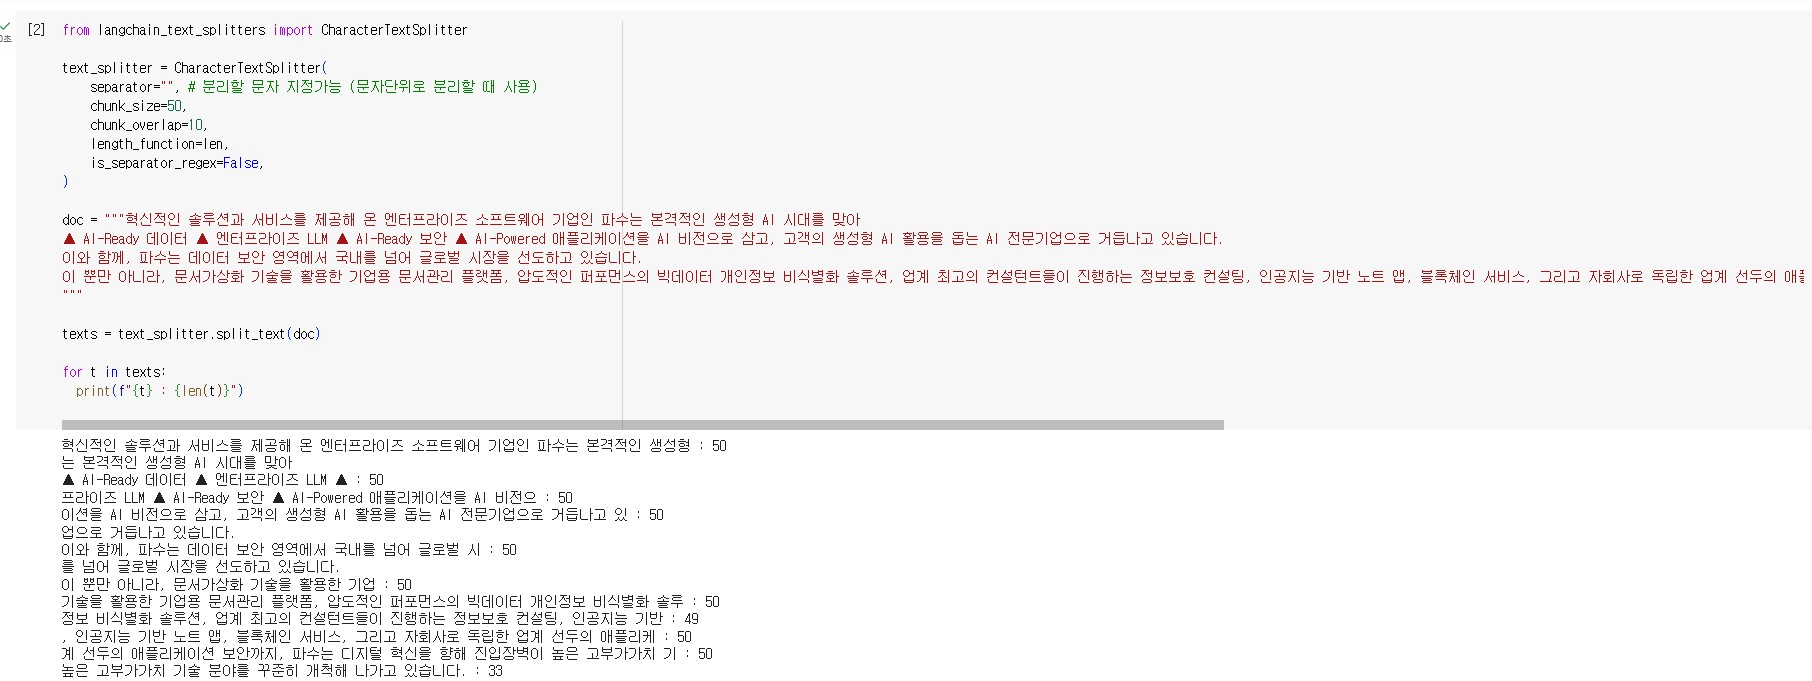 0초
[2]
from langchain_text_splitters import CharacterTextSplitter
text_splitter = CharacterTextSplitter(
separator="", # 분리할 문자 지정가능 (문자단위로 분리할 때 사용)
chunk_size=50,
chunk_overlap=10,
length_function=len,
is_separator_regex=False,
)
doc = """혁신적인 솔루션과 서비스를 제공해 온 엔터프라이즈 소프트웨어 기업인 파수는 본격적인 생성형 AI 시대를 맞아
▲ AI-Ready 데이터 ▲ 엔터프라이즈 LLM ▲ AI-Ready 보안 ▲ AI-Powered 애플리케이션을 AI 비전으로 삼고, 고객의 생성형 AI 활용을 돕는 AI 전문기업으로 거듭나고 있습니다.
이와 함께, 파수는 데이터 보안 영역에서 국내를 넘어 글로벌 시장을 선도하고 있습니다.
이 뿐만 아니라, 문서가상화 기술을 활용한 기업용 문서관리 플랫폼, 압도적인 퍼포먼스의 빅데이터 개인정보 비식별화 솔루션, 업계 최고의 컨설턴트들이 진행하는 정보보호 컨설팅, 인공지능 기반 노트 앱, 블록체인 서비스, 그리고 자회사로 독립한 업계 선두의 애플
"""
texts = text_splitter.split_text(doc)
for t in texts:
print(f"{t} : {len(t)}")
혁신적인 솔루션과 서비스를 제공해 온 엔터프라이즈 소프트웨어 기업인 파수는 본격적인 생성형 : 50
는 본격적인 생성형 AI 시대를 맞아
▲ AI-Ready 데이터 ▲ 엔터프라이즈 LLM ▲ : 50
프라이즈 LLM ▲ AI-Ready 보안 ▲ AI-Powered 애플리케이션을 AI 비전으 : 50
이션을 AI 비전으로 삼고, 고객의 생성형 AI 활용을 돕는 AI 전문기업으로 거듭나고 있 : 50
업으로 거듭나고 있습니다.
이와 함께, 파수는 데이터 보안 영역에서 국내를 넘어 글로벌 시 : 50
를 넘어 글로벌 시장을 선도하고 있습니다.
이 뿐만 아니라, 문서가상화 기술을 활용한 기업 : 50
기술을 활용한 기업용 문서관리 플랫폼, 압도적인 퍼포먼스의 빅데이터 개인정보 비식별화 솔루 : 50
정보 비식별화 솔루션, 업계 최고의 컨설턴트들이 진행하는 정보보호 컨설팅, 인공지능 기반 : 49
, 인공지능 기반 노트 앱, 블록체인 서비스, 그리고 자회사로 독립한 업계 선두의 애플리케 : 50
계 선두의 애플리케이션 보안까지, 파수는 디지털 혁신을 향해 진입장벽이 높은 고부가가치 기 : 50
높은 고부가가치 기술 분야를 꾸준히 개척해 나가고 있습니다. : 33